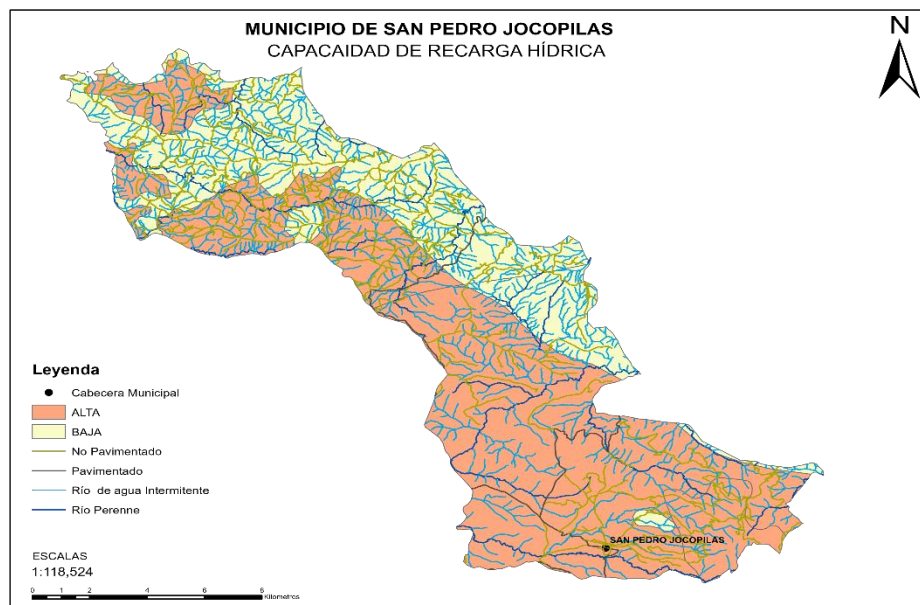 MUNICIPIO DE SAN PEDRO JOCOPILAS
CAPACAIDAD DE RECARGA HÍDRICA
N
SAN PEDRO JOCOPILAS
Leyenda
Cabecera Municipal
ALTA
BAJA
No Pavimentado
Pavimentado
Río de agua Intermitente
Río Perenne
ESCALAS
1:118,524
0 1 2 4 6 8
Kilometros